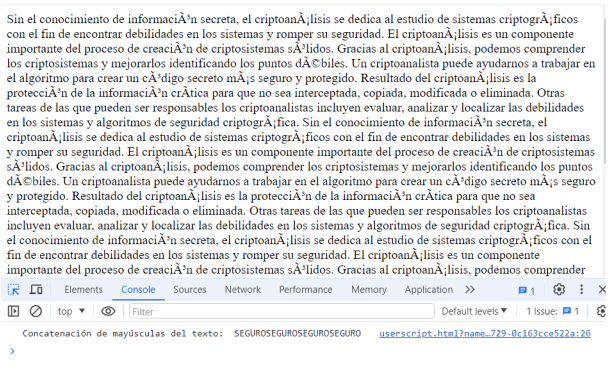 Sin el conocimiento de informaciÃ³n secreta, el criptoanÃ¡lisis se dedica al estudio de sistemas criptogrÃ¡ficos
con el fin de encontrar debilidades en los sistemas y romper su seguridad. El criptoanÃ¡lisis es un componente
importante del proceso de creaciÃ³n de criptosistemas sÃ³lidos. Gracias al criptoanÃ¡lisis, podemos comprender
los criptosistemas y mejorarlos identificando los puntos dÃ©biles. Un criptoanalista puede ayudarnos a trabajar en
el algoritmo para crear un cÃ³digo secreto mÃ¡s seguro y protegido. Resultado del criptoanÃ¡lisis es la
protecciÃ³n de la informaciÃ³n crÃ­tica para que no sea interceptada, copiada, modificada o eliminada. Otras
tareas de las que pueden ser responsables los criptoanalistas incluyen evaluar, analizar y localizar las debilidades
en los sistemas y algoritmos de seguridad criptogrÃ¡fica. Sin el conocimiento de informaciÃ³n secreta, el
criptoanÃ¡lisis se dedica al estudio de sistemas criptogrÃ¡ficos con el fin de encontrar debilidades en los sistemas
y romper su seguridad. El criptoanÃ¡lisis es un componente importante del proceso de creaciÃ³n de criptosistemas
sÃ³lidos. Gracias al criptoanÃ¡lisis, podemos comprender los criptosistemas y mejorarlos identificando los puntos
dÃ©biles. Un criptoanalista puede ayudarnos a trabajar en el algoritmo para crear un cÃ³digo secreto mÃ¡s seguro
y protegido. Resultado del criptoanÃ¡lisis es la protecciÃ³n de la informaciÃ³n crÃ­tica para que no sea
interceptada, copiada, modificada o eliminada. Otras tareas de las que pueden ser responsables los criptoanalistas
incluyen evaluar, analizar y localizar las debilidades en los sistemas y algoritmos de seguridad criptogrÃ¡fica. Sin
el conocimiento de informaciÃ³n secreta, el criptoanÃ¡lisis se dedica al estudio de sistemas criptogrÃ¡ficos con el
fin de encontrar debilidades en los sistemas y romper su seguridad. El criptoanÃ¡lisis es un componente
importante del proceso de creaciÃ³n de criptosistemas sÃ³lidos. Gracias al criptoanÃ¡lisis, podemos comprender
Elements Console Sources Network Performance Memory Application 1
top Filter Default levels 1 Issue: 1
Concatenación de mayúsculas del texto: SEGUROSEGUROSEGUROSEGURO userscript.html?name…729-0c163cce522a:26